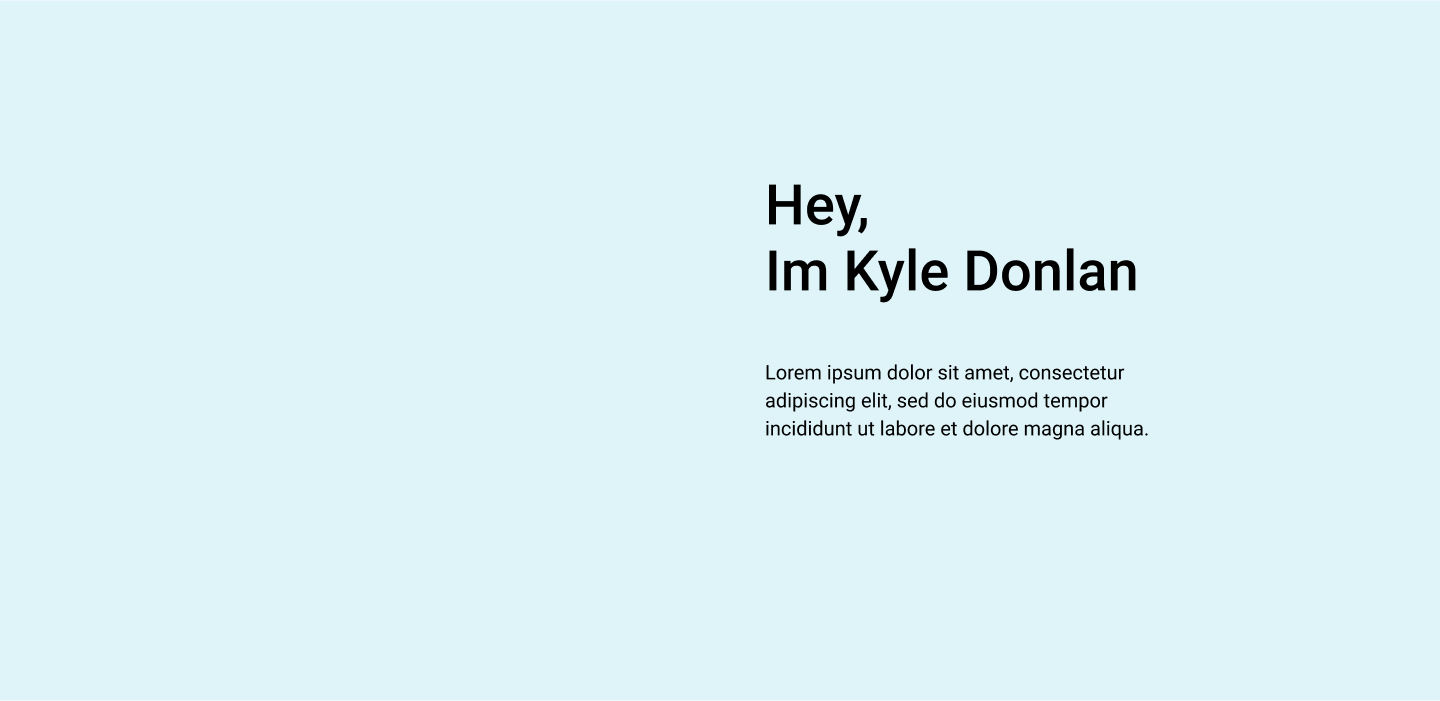 Hey,
Im Kyle Donlan
Lorem ipsum dolor sit amet, consectetur
adipiscing elit, sed do eiusmod tempor
incididunt ut labore et dolore magna aliqua.